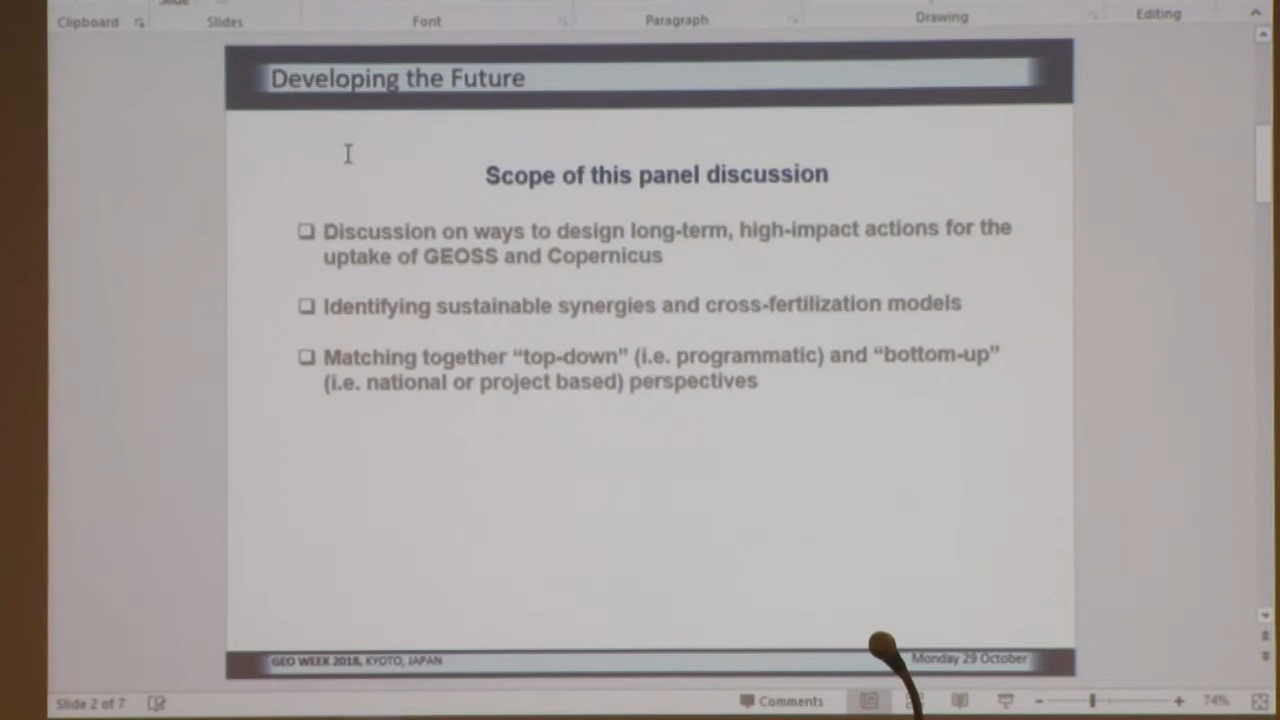 Clipboard
Slides
Font
Paragraph
Drawing
Editing
Developing the Future
Scope of this panel discussion
Discussion on ways to design long-term, high-impact actions for the
uptake of GEOSS and Copernicus
Identifying sustainable synergies and cross-fertilization models
Matching together “top-down” (i.e. programmatic) and “bottom-up”
(i.e. national or project based) perspectives
GEO WEEK 2018, KYOTO, JAPAN
Monday 29 October
Slide 2 of 7
Comments
74%